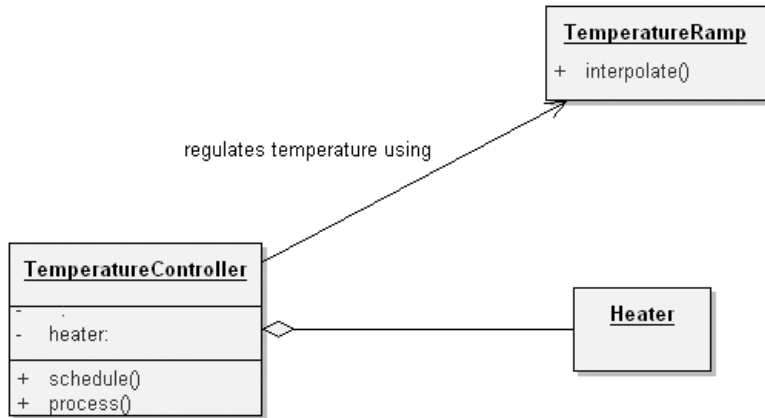 TemperatureRamp
+ interpolate()
regulates temperature using
TemperatureController
- heater:
+ schedule()
+ process()
Heater